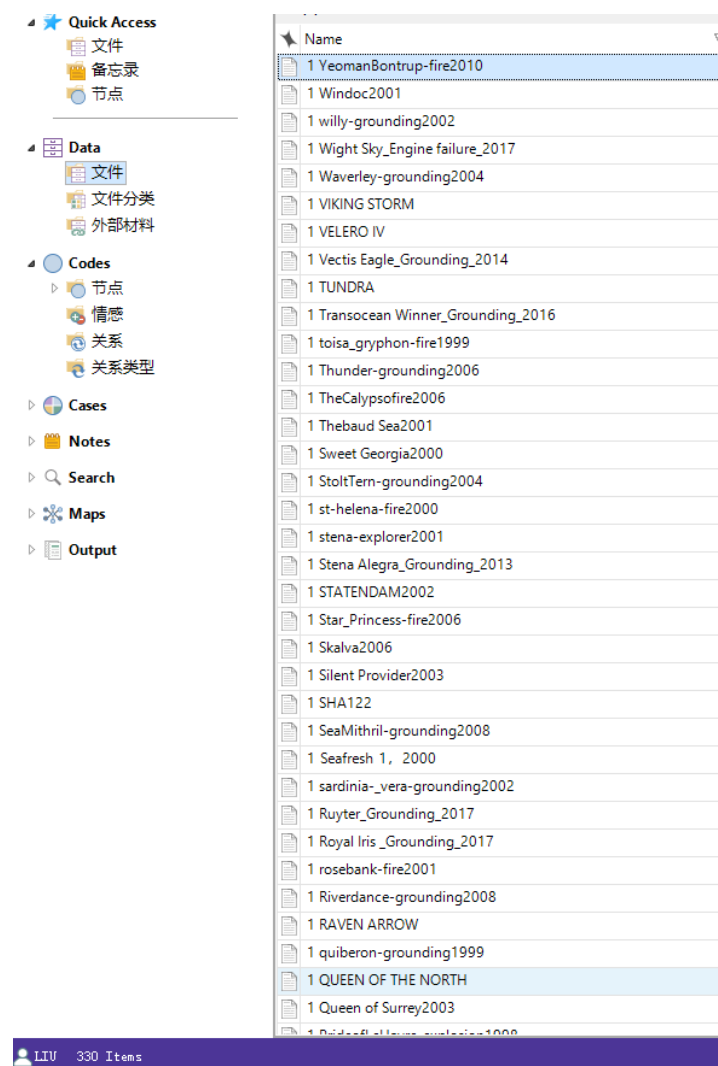 Quick Access
文件
备忘录
节点
Data
文件
文件分类
外部材料
Codes
节点
情感
关系
关系类型
Cases
Notes
Search
Maps
Output
Name
1 YeomanBontrup-fire2010
1 Windoc2001
1 willy-grounding2002
1 Wight Sky_Engine failure_2017
1 Waverley-grounding2004
1 VIKING STORM
1 VELERO IV
1 Vectis Eagle_Grounding_2014
1 TUNDRA
1 Transocean Winner_Grounding_2016
1 toisa_gryphon-fire1999
1 Thunder-grounding2006
1 TheCalypsofire2006
1 Thebaud Sea2001
1 Sweet Georgia2000
1 StoltTern-grounding2004
1 st-helena-fire2000
1 stena-explorer2001
1 Stena Alegra_Grounding_2013
1 STATENDAM2002
1 Star_Princess-fire2006
1 Skalva2006
1 Silent Provider2003
1 SHA122
1 SeaMithril-grounding2008
1 Seafresh 1，2000
1 sardinia-_vera-grounding2002
1 Ruyter_Grounding_2017
1 Royal Iris _Grounding_2017
1 rosebank-fire2001
1 Riverdance-grounding2008
1 RAVEN ARROW
1 quiberon-grounding1999
1 QUEEN OF THE NORTH
1 Queen of Surrey2003
LIU 330 Items